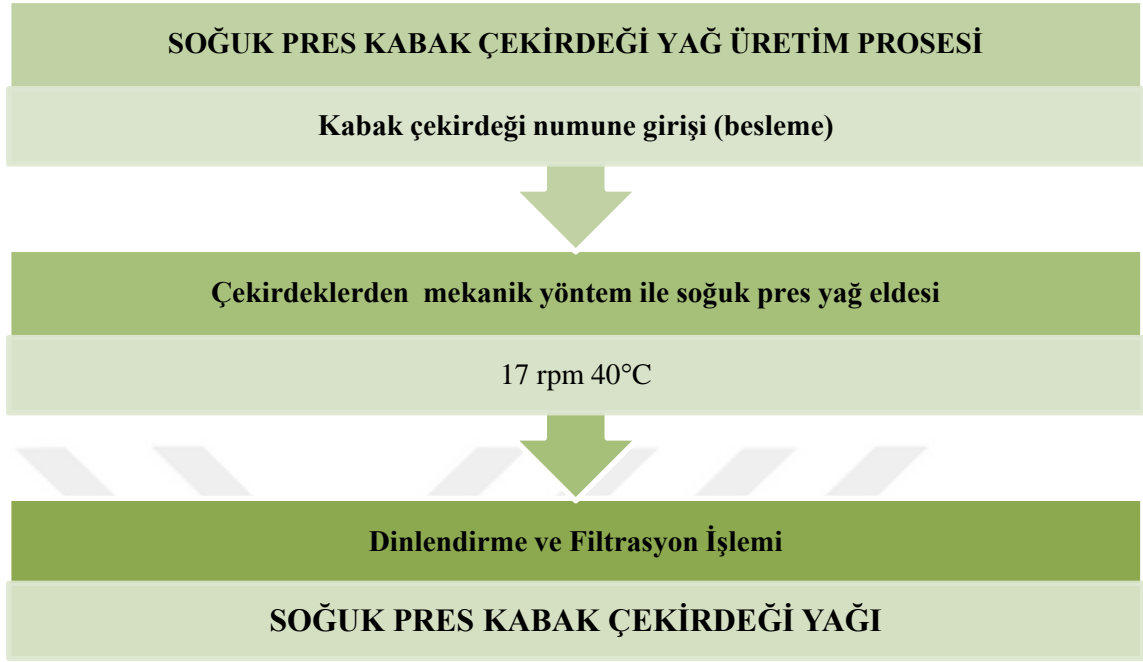 SOĞUK PRES KABAK ÇEKİRDEĞİ YAĞ ÜRETİM PROSESİ
Kabak çekirdeği numune girişi (besleme)
Çekirdeklerden mekanik yöntem ile soğuk pres yağ eldesi
17 rpm 40°C
Dinlendirme ve Filtrasyon İşlemi
SOĞUK PRES KABAK ÇEKİRDEĞİ YAĞI